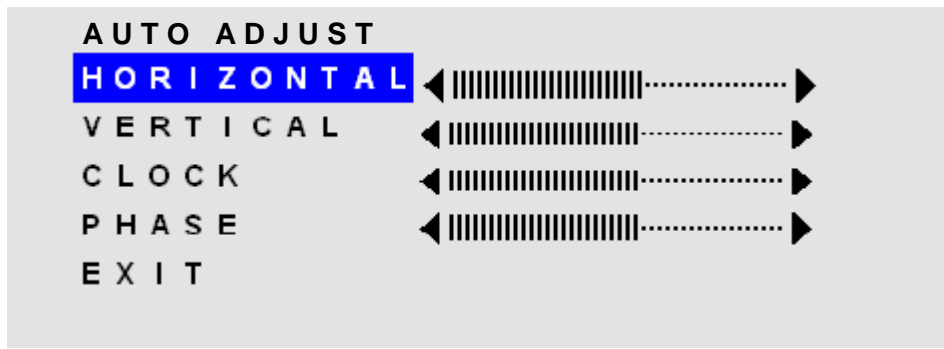 AUTO ADJUST
HORIZONTAL
VERTICAL
CLOCK
PHASE
EXIT